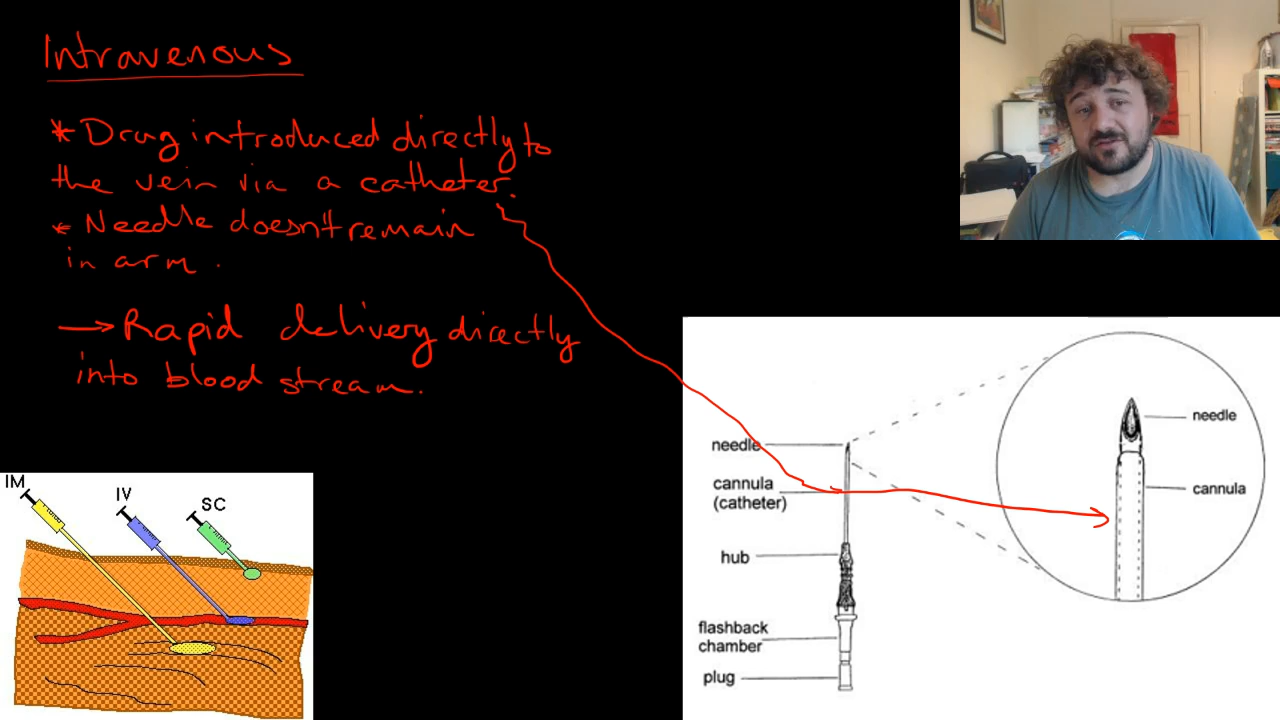 Intravenous
* Drug introduced directly to
the vein via a catheter.
* Needle doesn't remain
in arm.
→ Rapid delivery directly
into blood stream.
IM
IV
SC
needle
cannula
(catheter)
hub
flashback
chamber
plug
needle
cannula